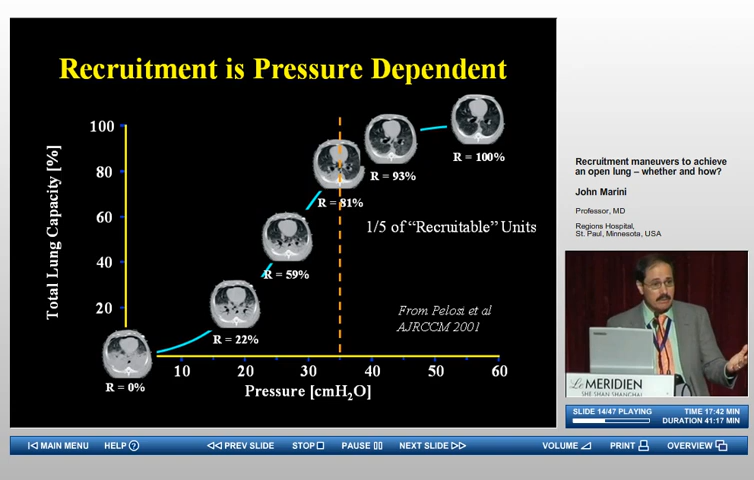 Recruitment is Pressure Dependent
Total Lung Capacity [%]
100
80
60
40
20
R = 100%
R = 93%
R = 81%
1/5 of “Recruitable” Units
R = 59%
From Pelosi et al
AJRCCM 2001
R = 22%
R = 0%
10 20 30 40 50 60
Pressure [cmH₂O]
Recruitment maneuvers to achieve
an open lung – whether and how?
John Marini
Professor, MD
Regions Hospital,
St. Paul, Minnesota, USA
Le MERIDIEN
SHE SHAN SHANGHAI
SLIDE 14/47 PLAYING TIME 17:42 MIN
DURATION 41:17 MIN
MAIN MENU HELP ? PREV SLIDE STOP PAUSE NEXT SLIDE VOLUME PRINT OVERVIEW